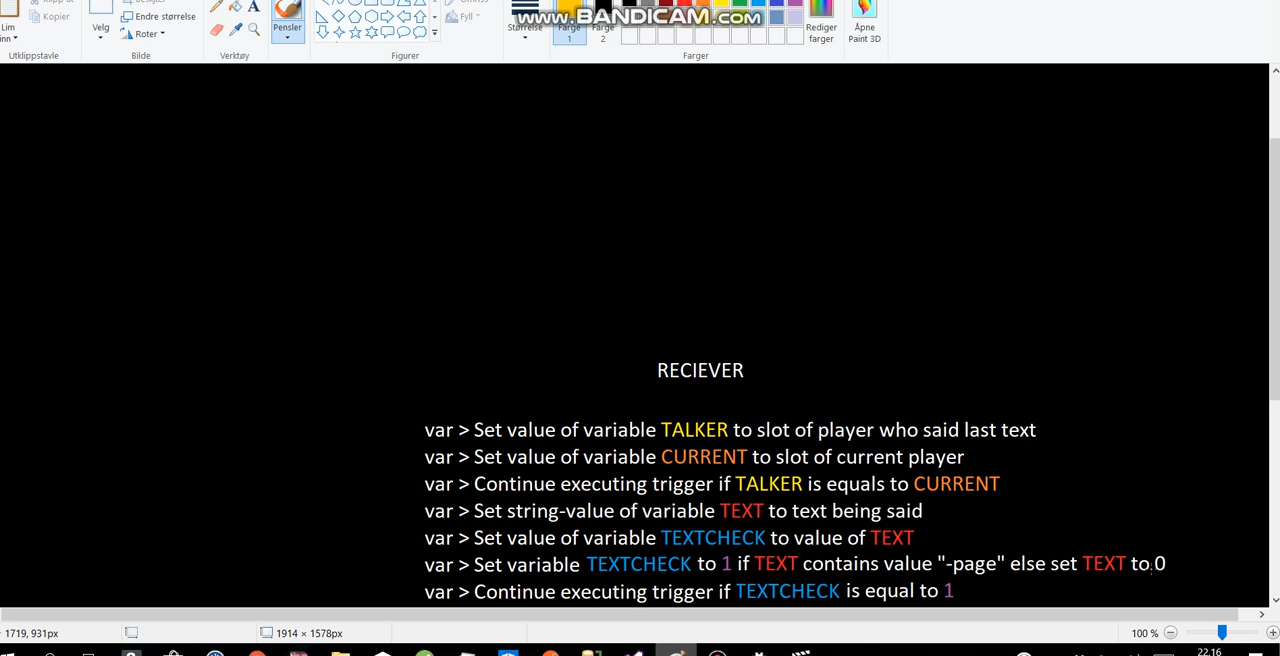 Lim
inn
Kopier
Utklippstavle
Velg
Endre størrelse
Roter
Bilde
A
Verktøy
Pensler
Fyll
Figurer
Størrelse
Farge
1
Farge
2
Rediger
farger
Farger
Åpne
Paint 3D
www.BANDICAM.com
RECIEVER
var > Set value of variable TALKER to slot of player who said last text
var > Set value of variable CURRENT to slot of current player
var > Continue executing trigger if TALKER is equals to CURRENT
var > Set string-value of variable TEXT to text being said
var > Set value of variable TEXTCHECK to value of TEXT
var > Set variable TEXTCHECK to 1 if TEXT contains value "-page" else set TEXT to 0
var > Continue executing trigger if TEXTCHECK is equal to 1
1719, 931px
1914 × 1578px
100 %
22.16